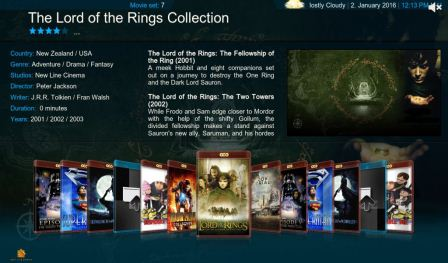 Movie set: 7
lostly Cloudy | 2. January 2016 | 12:13 PM
The Lord of the Rings Collection
Country: New Zealand / USA
Genre: Adventure / Drama / Fantasy
Studios: New Line Cinema
Director: Peter Jackson
Writer: J.R.R. Tolkien / Fran Walsh
Duration: 0 minutes
Years: 2001 / 2002 / 2003
The Lord of the Rings: The Fellowship of
the Ring (2001)
A meek Hobbit and eight companions set
out on a journey to destroy the One Ring
and the Dark Lord Sauron.
The Lord of the Rings: The Two Towers
(2002)
While Frodo and Sam edge closer to Mordor
with the help of the shifty Gollum, the
divided fellowship makes a stand against
Sauron's new ally, Saruman, and his hordes
THE LORD OF THE RINGS